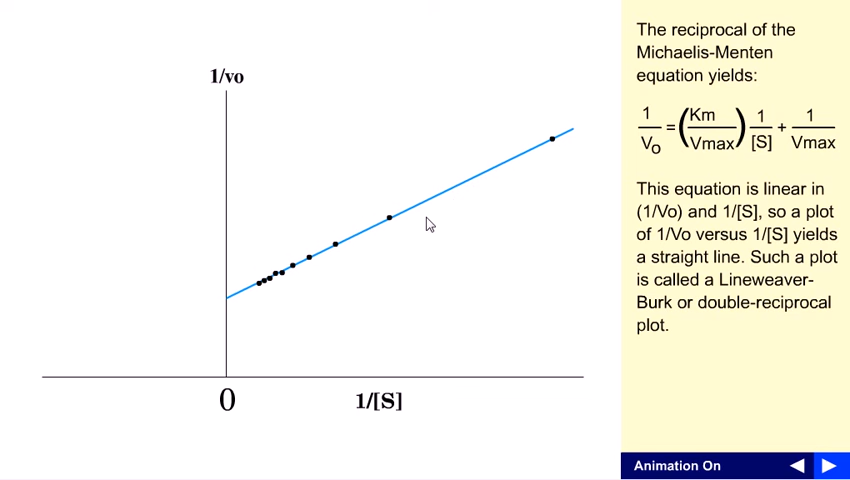 1/vo
0
1/[S]
The reciprocal of the
Michaelis-Menten
equation yields:
1/Vo = (Km/Vmax) 1/[S] + 1/Vmax
This equation is linear in
(1/Vo) and 1/[S], so a plot
of 1/Vo versus 1/[S] yields
a straight line. Such a plot
is called a Lineweaver-
Burk or double-reciprocal
plot.
Animation On